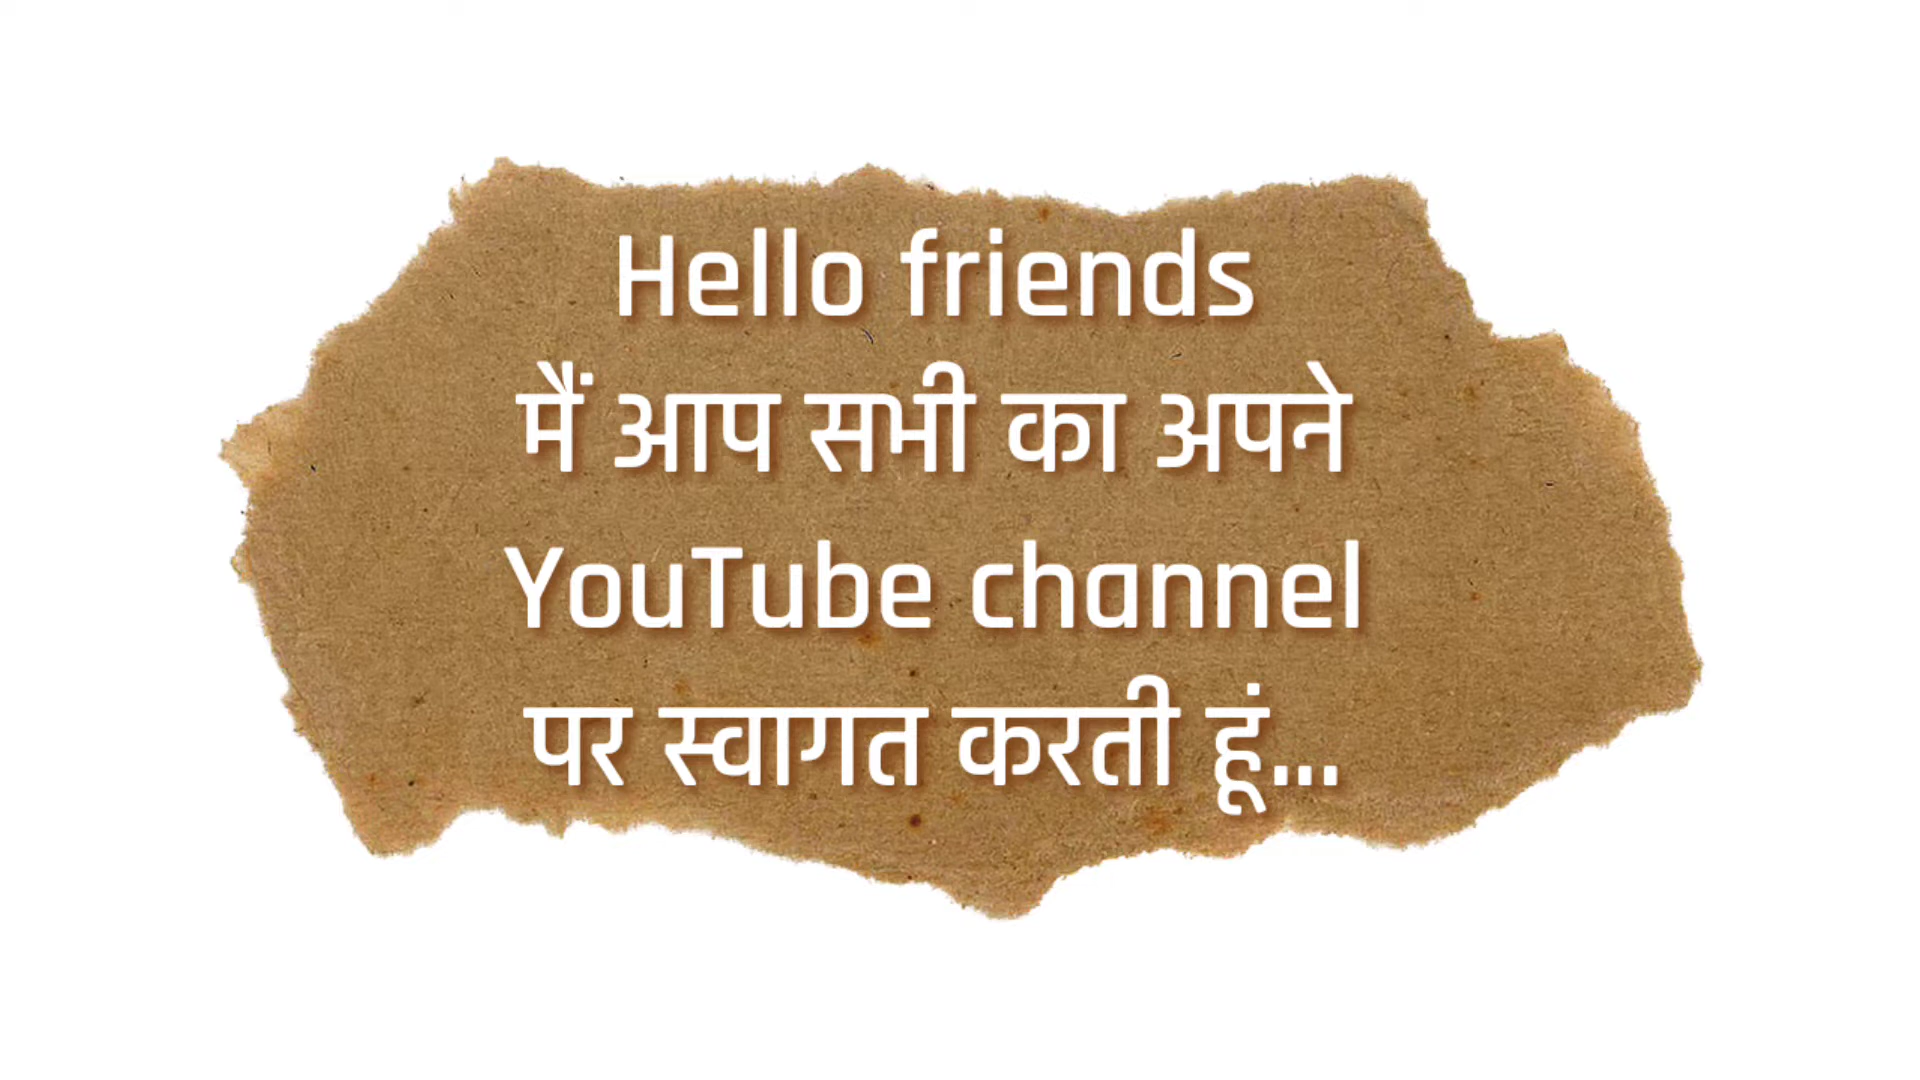 Hello friends
मैं आप सभी का अपने
YouTube channel
पर स्वागत करती हूं...